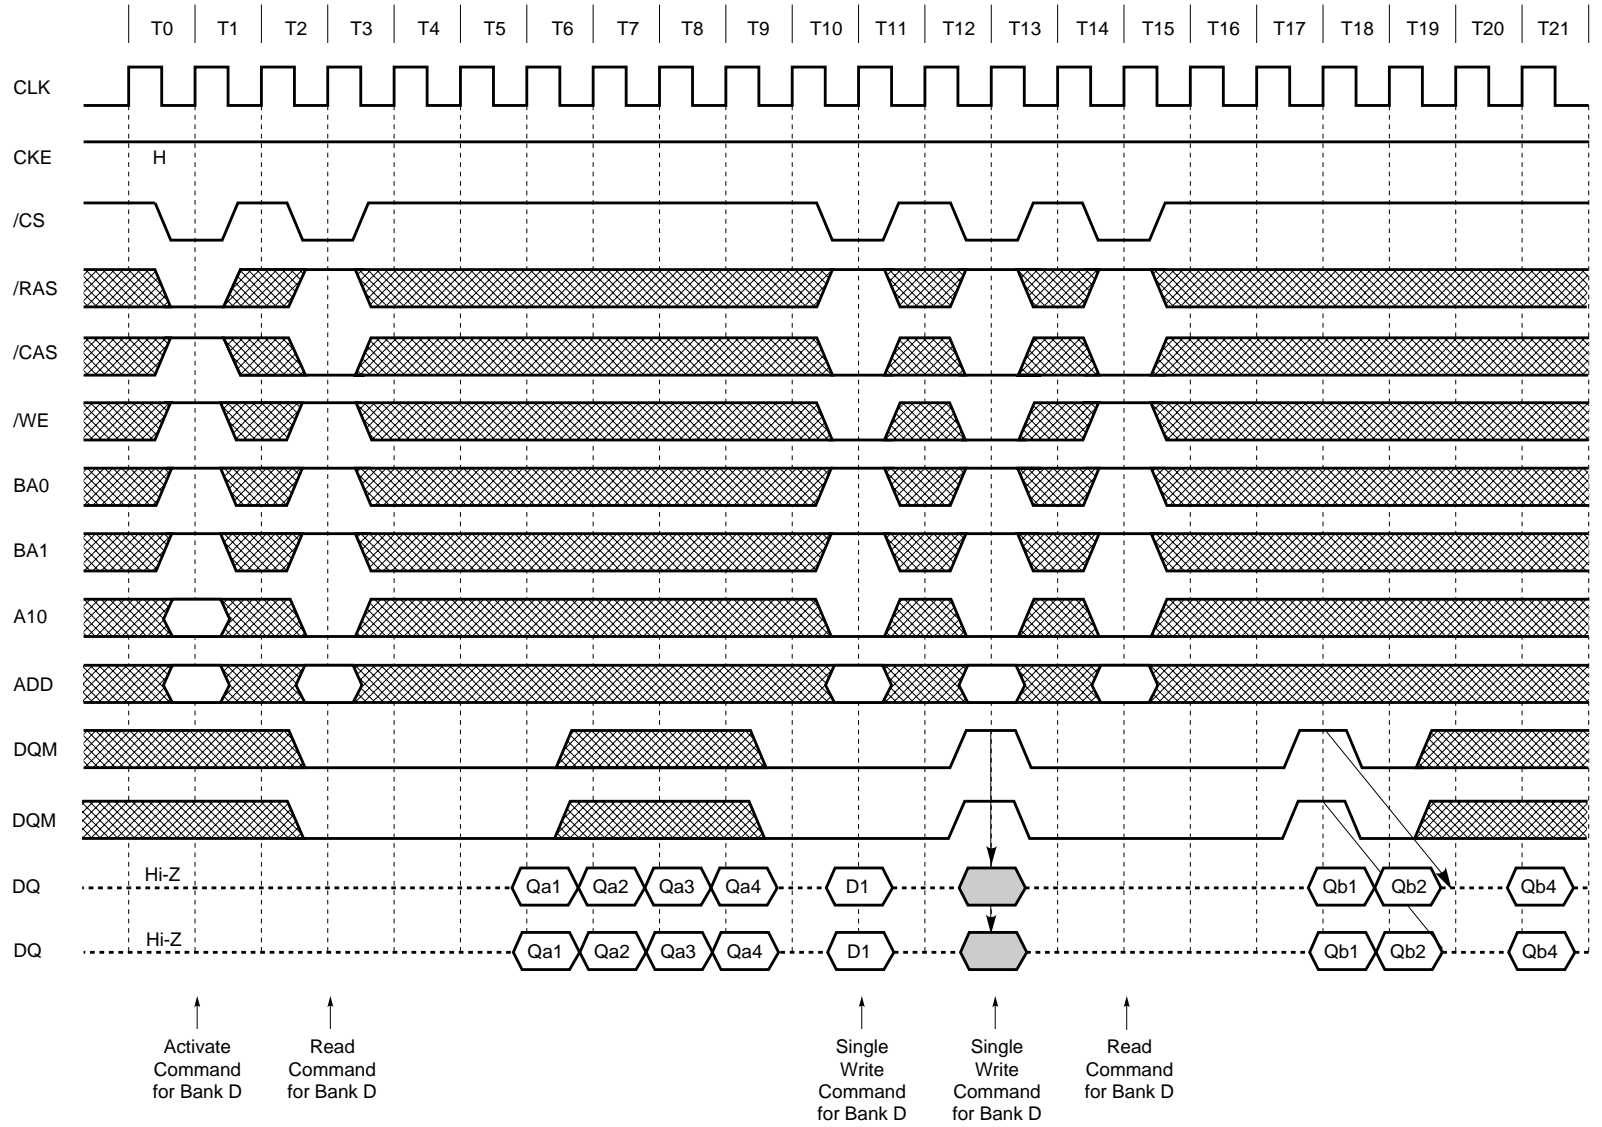 T0 T1 T2 T3 T4 T5 T6 T7 T8 T9 T10 T11 T12 T13 T14 T15 T16 T17 T18 T19 T20 T21
CLK
CKE H
/CS
/RAS
/CAS
/WE
BA0
BA1
A10
ADD
DQM
DQM
DQ Hi-Z Qa1 Qa2 Qa3 Qa4 D1 Qb1 Qb2 Qb4
DQ Hi-Z Qa1 Qa2 Qa3 Qa4 D1 Qb1 Qb2 Qb4
Activate
Command
for Bank D
Read
Command
for Bank D
Single
Write
Command
for Bank D
Single
Write
Command
for Bank D
Read
Command
for Bank D